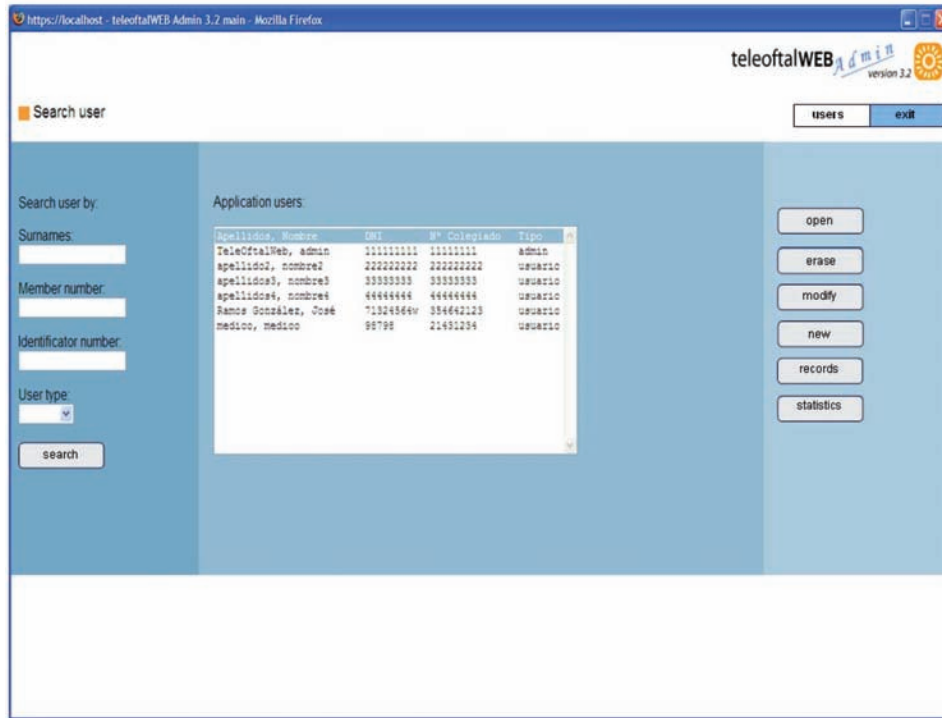 https://localhost - teleoftalWEB Admin 3.2 main - Mozilla Firefox
teleoftalWEB Admin
version 3.2
Search user
users exit
Search user by:
Surnames:
Member number:
Identificator number:
User type:
search
Application users:
Apellidos, Nombre DNI Nº Colegiado Tipo
TeleOftalWeb, admin 111111111 11111111 admin
apellido2, nombre2 222222222 222222222 usuario
apellidos3, nombre3 33333333 33333333 usuario
apellidos4, nombre4 44444444 44444444 usuario
Ramos González, José 71324564w 354642123 usuario
medico, medico 98798 21431234 usuario
open
erase
modify
new
records
statistics